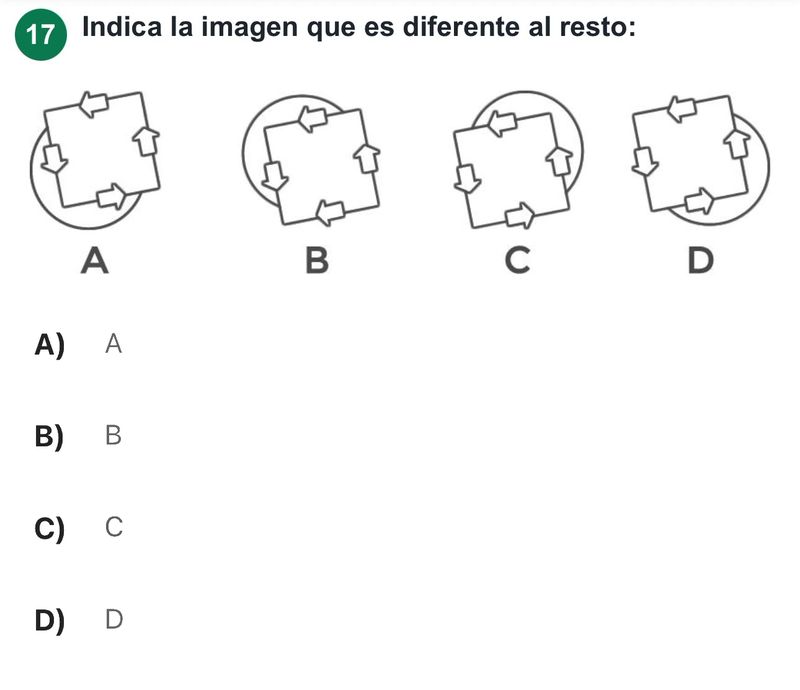 17 Indica la imagen que es diferente al resto:
A B C D
A) A
B) B
C) C
D) D